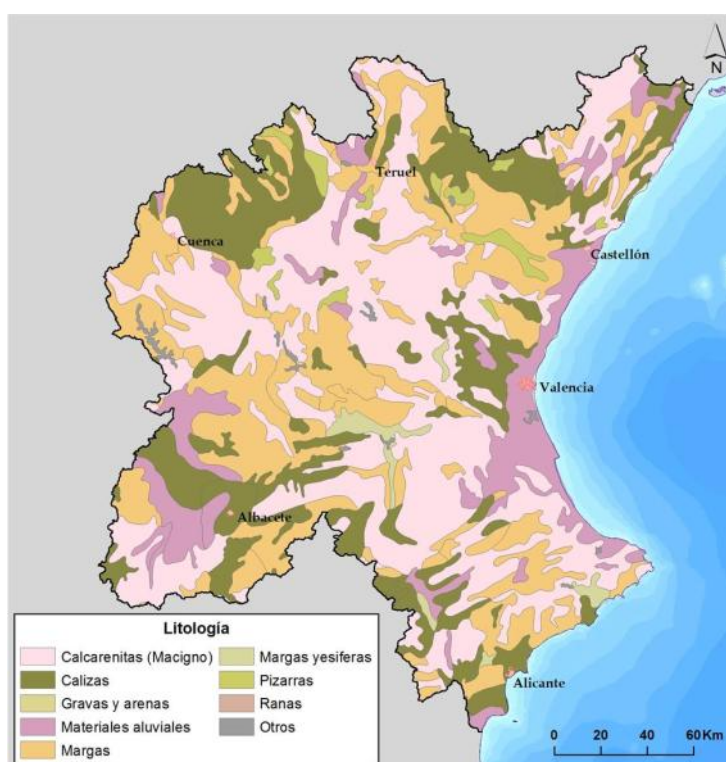 N
Teruel
Cuenca
Castellón
Valencia
Albacete
Alicante
Litología
Calcarenitas (Macigno)
Calizas
Gravas y arenas
Materiales aluviales
Margas
Margas yesiferas
Pizarras
Ranas
Otros
0 20 40 60 Km